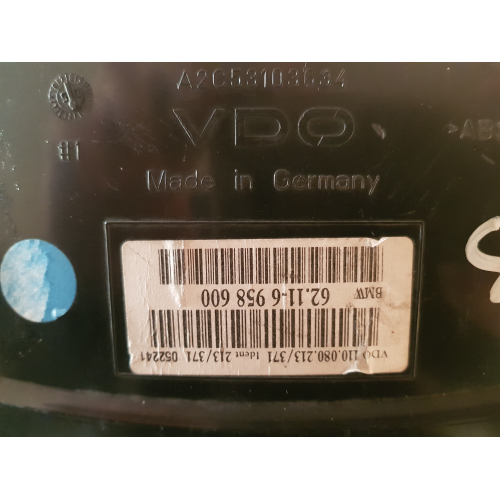 A2C53103634
VDO
Made in Germany
#1
BMW 62.11-6 958 600
VDO 110.080.213/371 Ident 213/371 052241